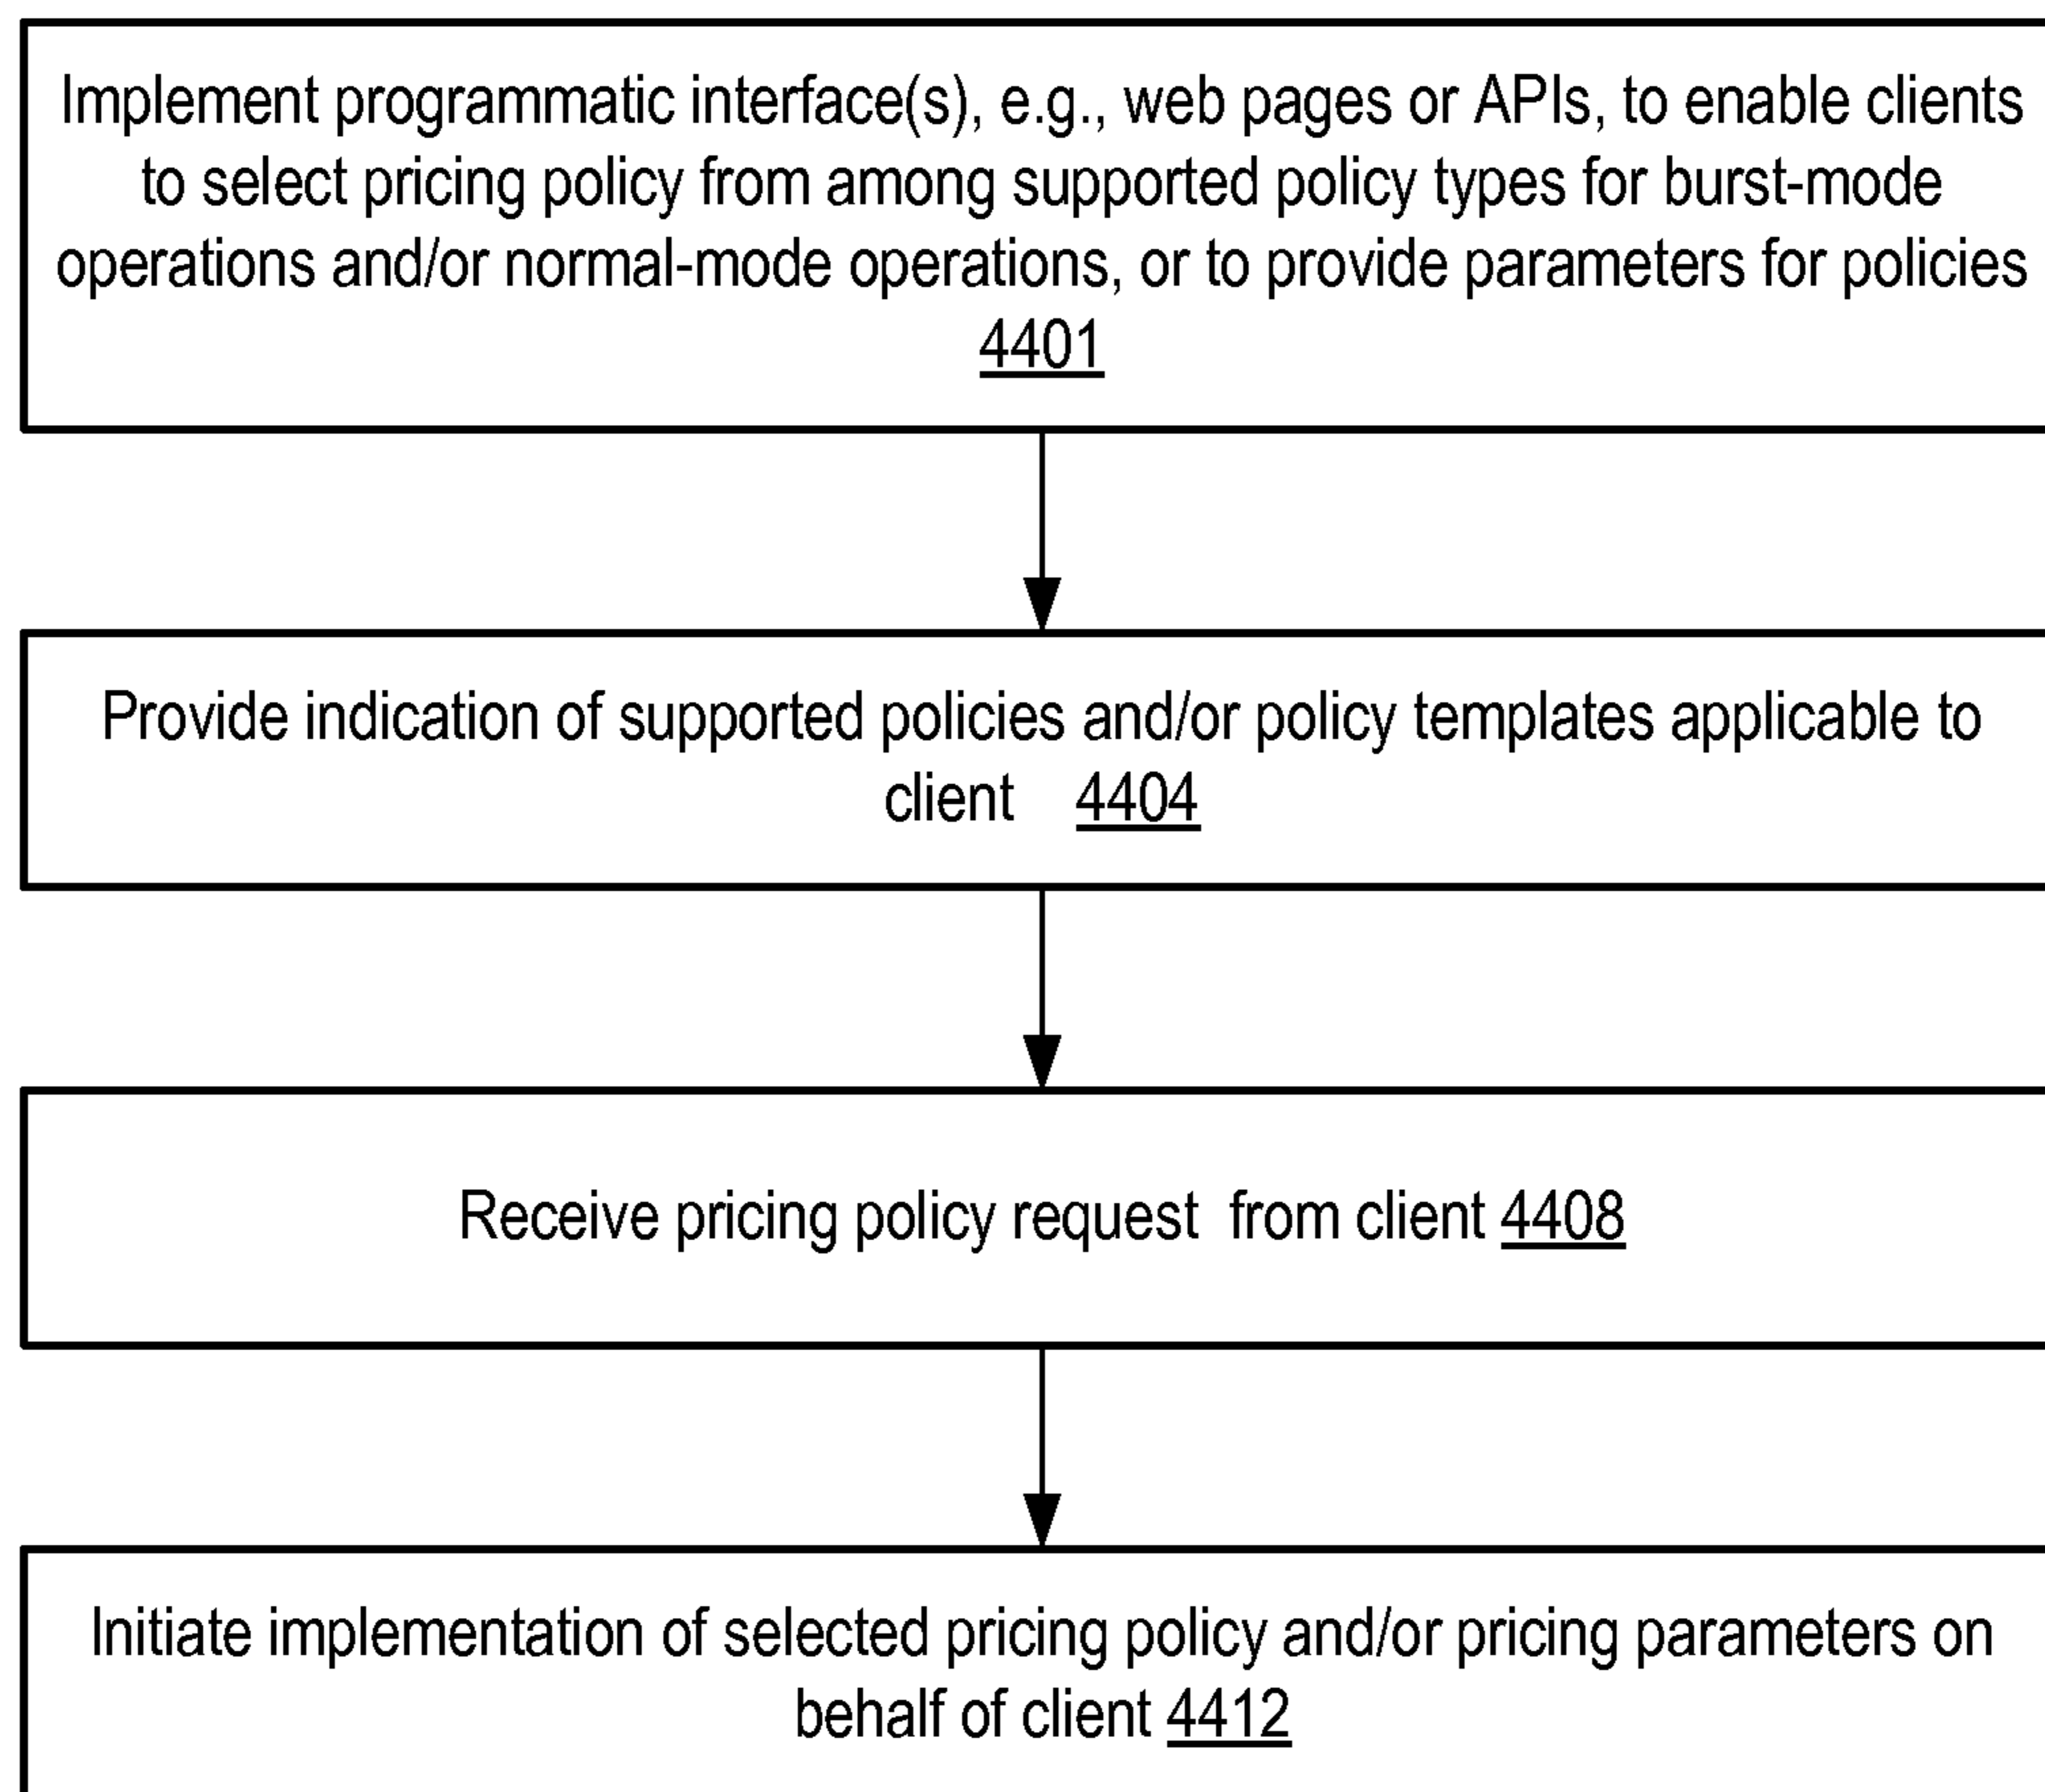 Implement programmatic interface(s), e.g., web pages or APIs, to enable clients
to select pricing policy from among supported policy types for burst-mode
operations and/or normal-mode operations, or to provide parameters for policies
4401
Provide indication of supported policies and/or policy templates applicable to
client 4404
Receive pricing policy request from client 4408
Initiate implementation of selected pricing policy and/or pricing parameters on
behalf of client 4412